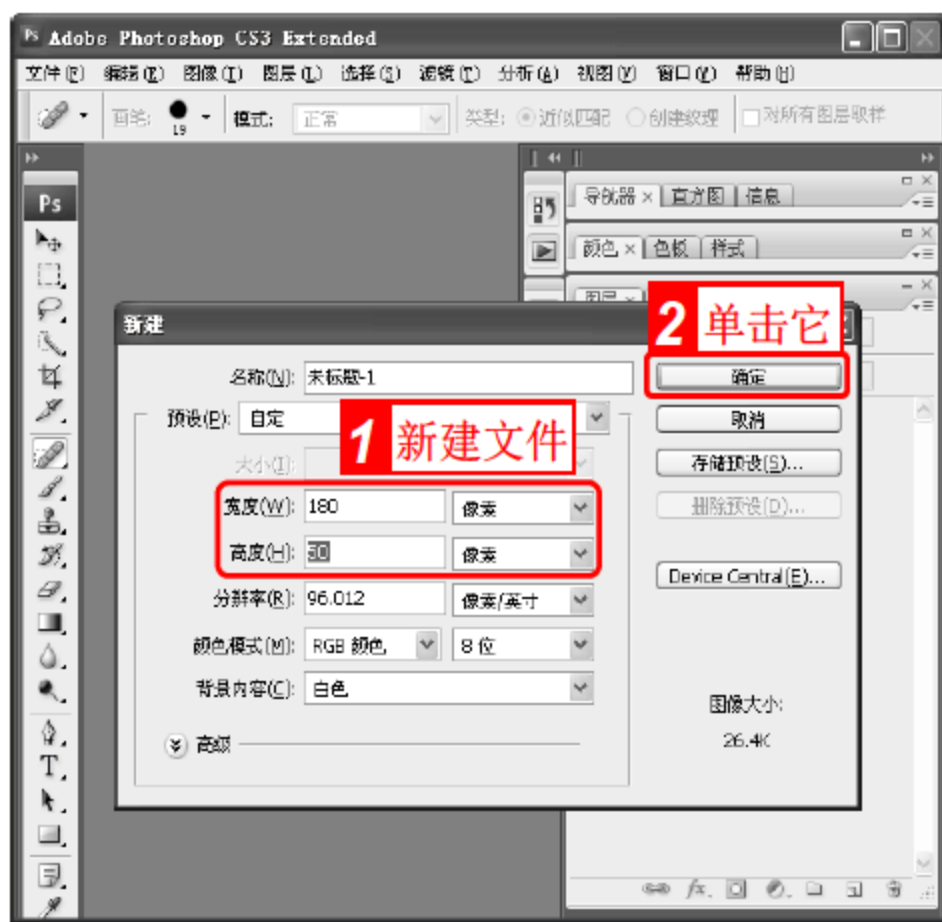 Ps Adobe Photoshop CS3 Extended
文件(F) 编辑(E) 图像(I) 图层(L) 选择(S) 滤镜(T) 分析(A) 视图(V) 窗口(W) 帮助(H)
画笔: 19 模式: 正常 类型: 近似匹配 创建纹理 对所有图层取样
Ps
导航器 × 直方图 信息
颜色 × 色板 样式
图层 ×
新建
2 单击它
名称(N): 未标题-1
确定
预设(P): 自定
取消
1 新建文件
大小(I):
存储预设(S)...
宽度(W): 180 像素
删除预设(D)...
高度(H): 50 像素
Device Central(E)...
分辨率(R): 96.012 像素/英寸
颜色模式(M): RGB 颜色 8 位
背景内容(C): 白色
图像大小:
高级
26.4K
T
fx.